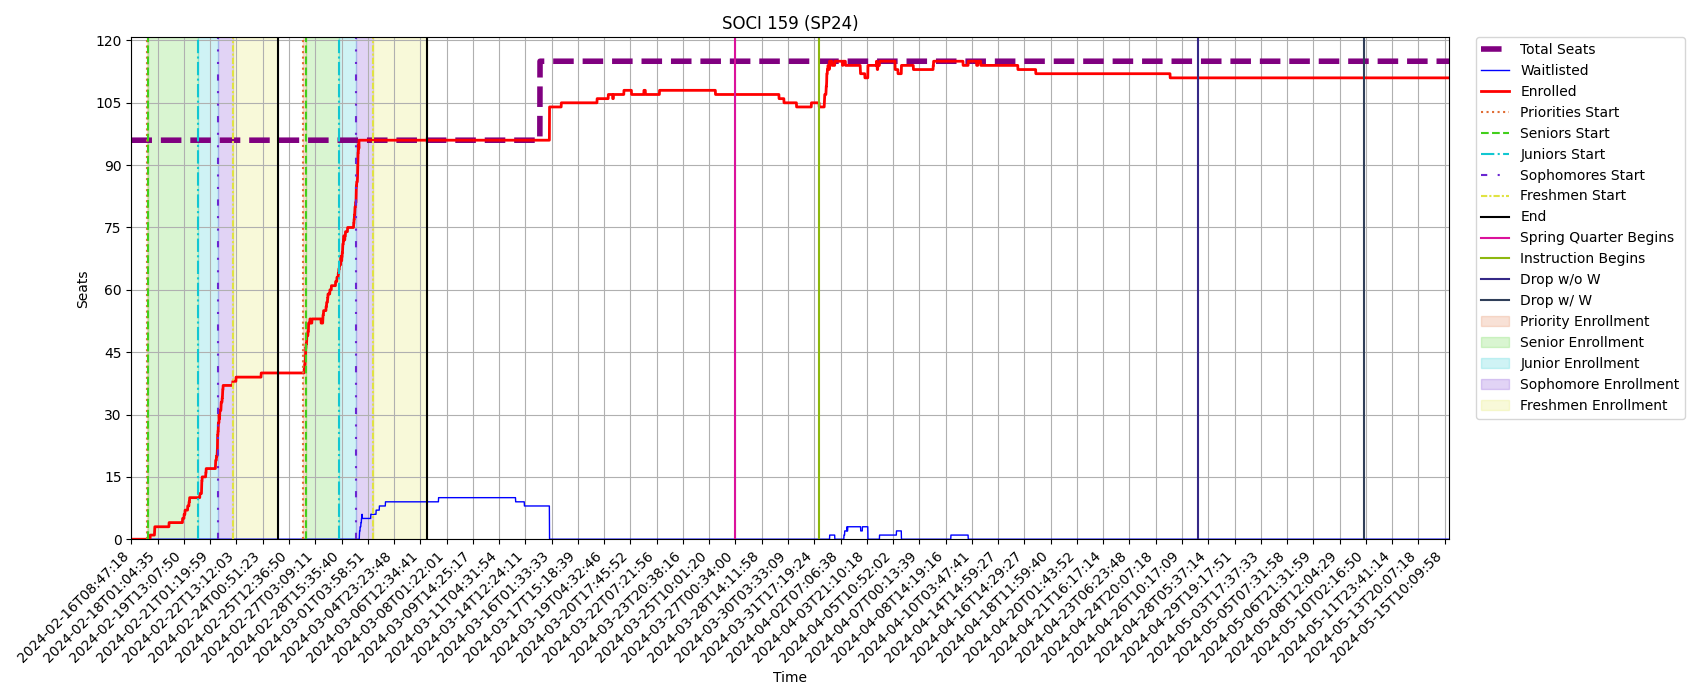 SOCI 159 (SP24)
120
105
90
75
60
45
30
15
0
Seats
2024-02-16T08:47:18
2024-02-18T01:04:35
2024-02-19T13:07:50
2024-02-21T01:19:59
2024-02-22T13:12:03
2024-02-24T00:51:23
2024-02-25T12:36:50
2024-02-27T03:09:11
2024-02-28T15:35:40
2024-03-01T03:58:51
2024-03-04T23:23:48
2024-03-06T12:34:41
2024-03-08T01:22:01
2024-03-09T14:25:17
2024-03-11T04:31:54
2024-03-14T12:24:11
2024-03-16T01:33:33
2024-03-17T15:18:39
2024-03-19T04:32:46
2024-03-20T17:45:52
2024-03-22T07:21:56
2024-03-23T20:38:16
2024-03-25T10:01:20
2024-03-27T00:34:00
2024-03-28T14:11:58
2024-03-30T03:33:09
2024-03-31T17:19:24
2024-04-02T07:06:38
2024-04-03T21:10:18
2024-04-07T05:52:02
2024-04-07T00:13:39
2024-04-08T14:19:16
2024-04-10T03:47:41
2024-04-14T14:59:27
2024-04-16T14:29:27
2024-04-18T11:59:40
2024-04-20T01:43:52
2024-04-21T16:17:14
2024-04-23T06:23:48
2024-04-24T20:07:18
2024-04-26T10:17:09
2024-04-28T05:37:14
2024-04-29T19:17:51
2024-05-03T17:37:33
2024-05-05T07:31:58
2024-05-06T21:31:59
2024-05-08T12:04:29
2024-05-10T02:16:50
2024-05-11T23:41:14
2024-05-13T20:07:18
2024-05-15T10:09:58
Time
Total Seats
Waitlisted
Enrolled
Priorities Start
Seniors Start
Juniors Start
Sophomores Start
Freshmen Start
End
Spring Quarter Begins
Instruction Begins
Drop w/o W
Drop w/ W
Priority Enrollment
Senior Enrollment
Junior Enrollment
Sophomore Enrollment
Freshmen Enrollment